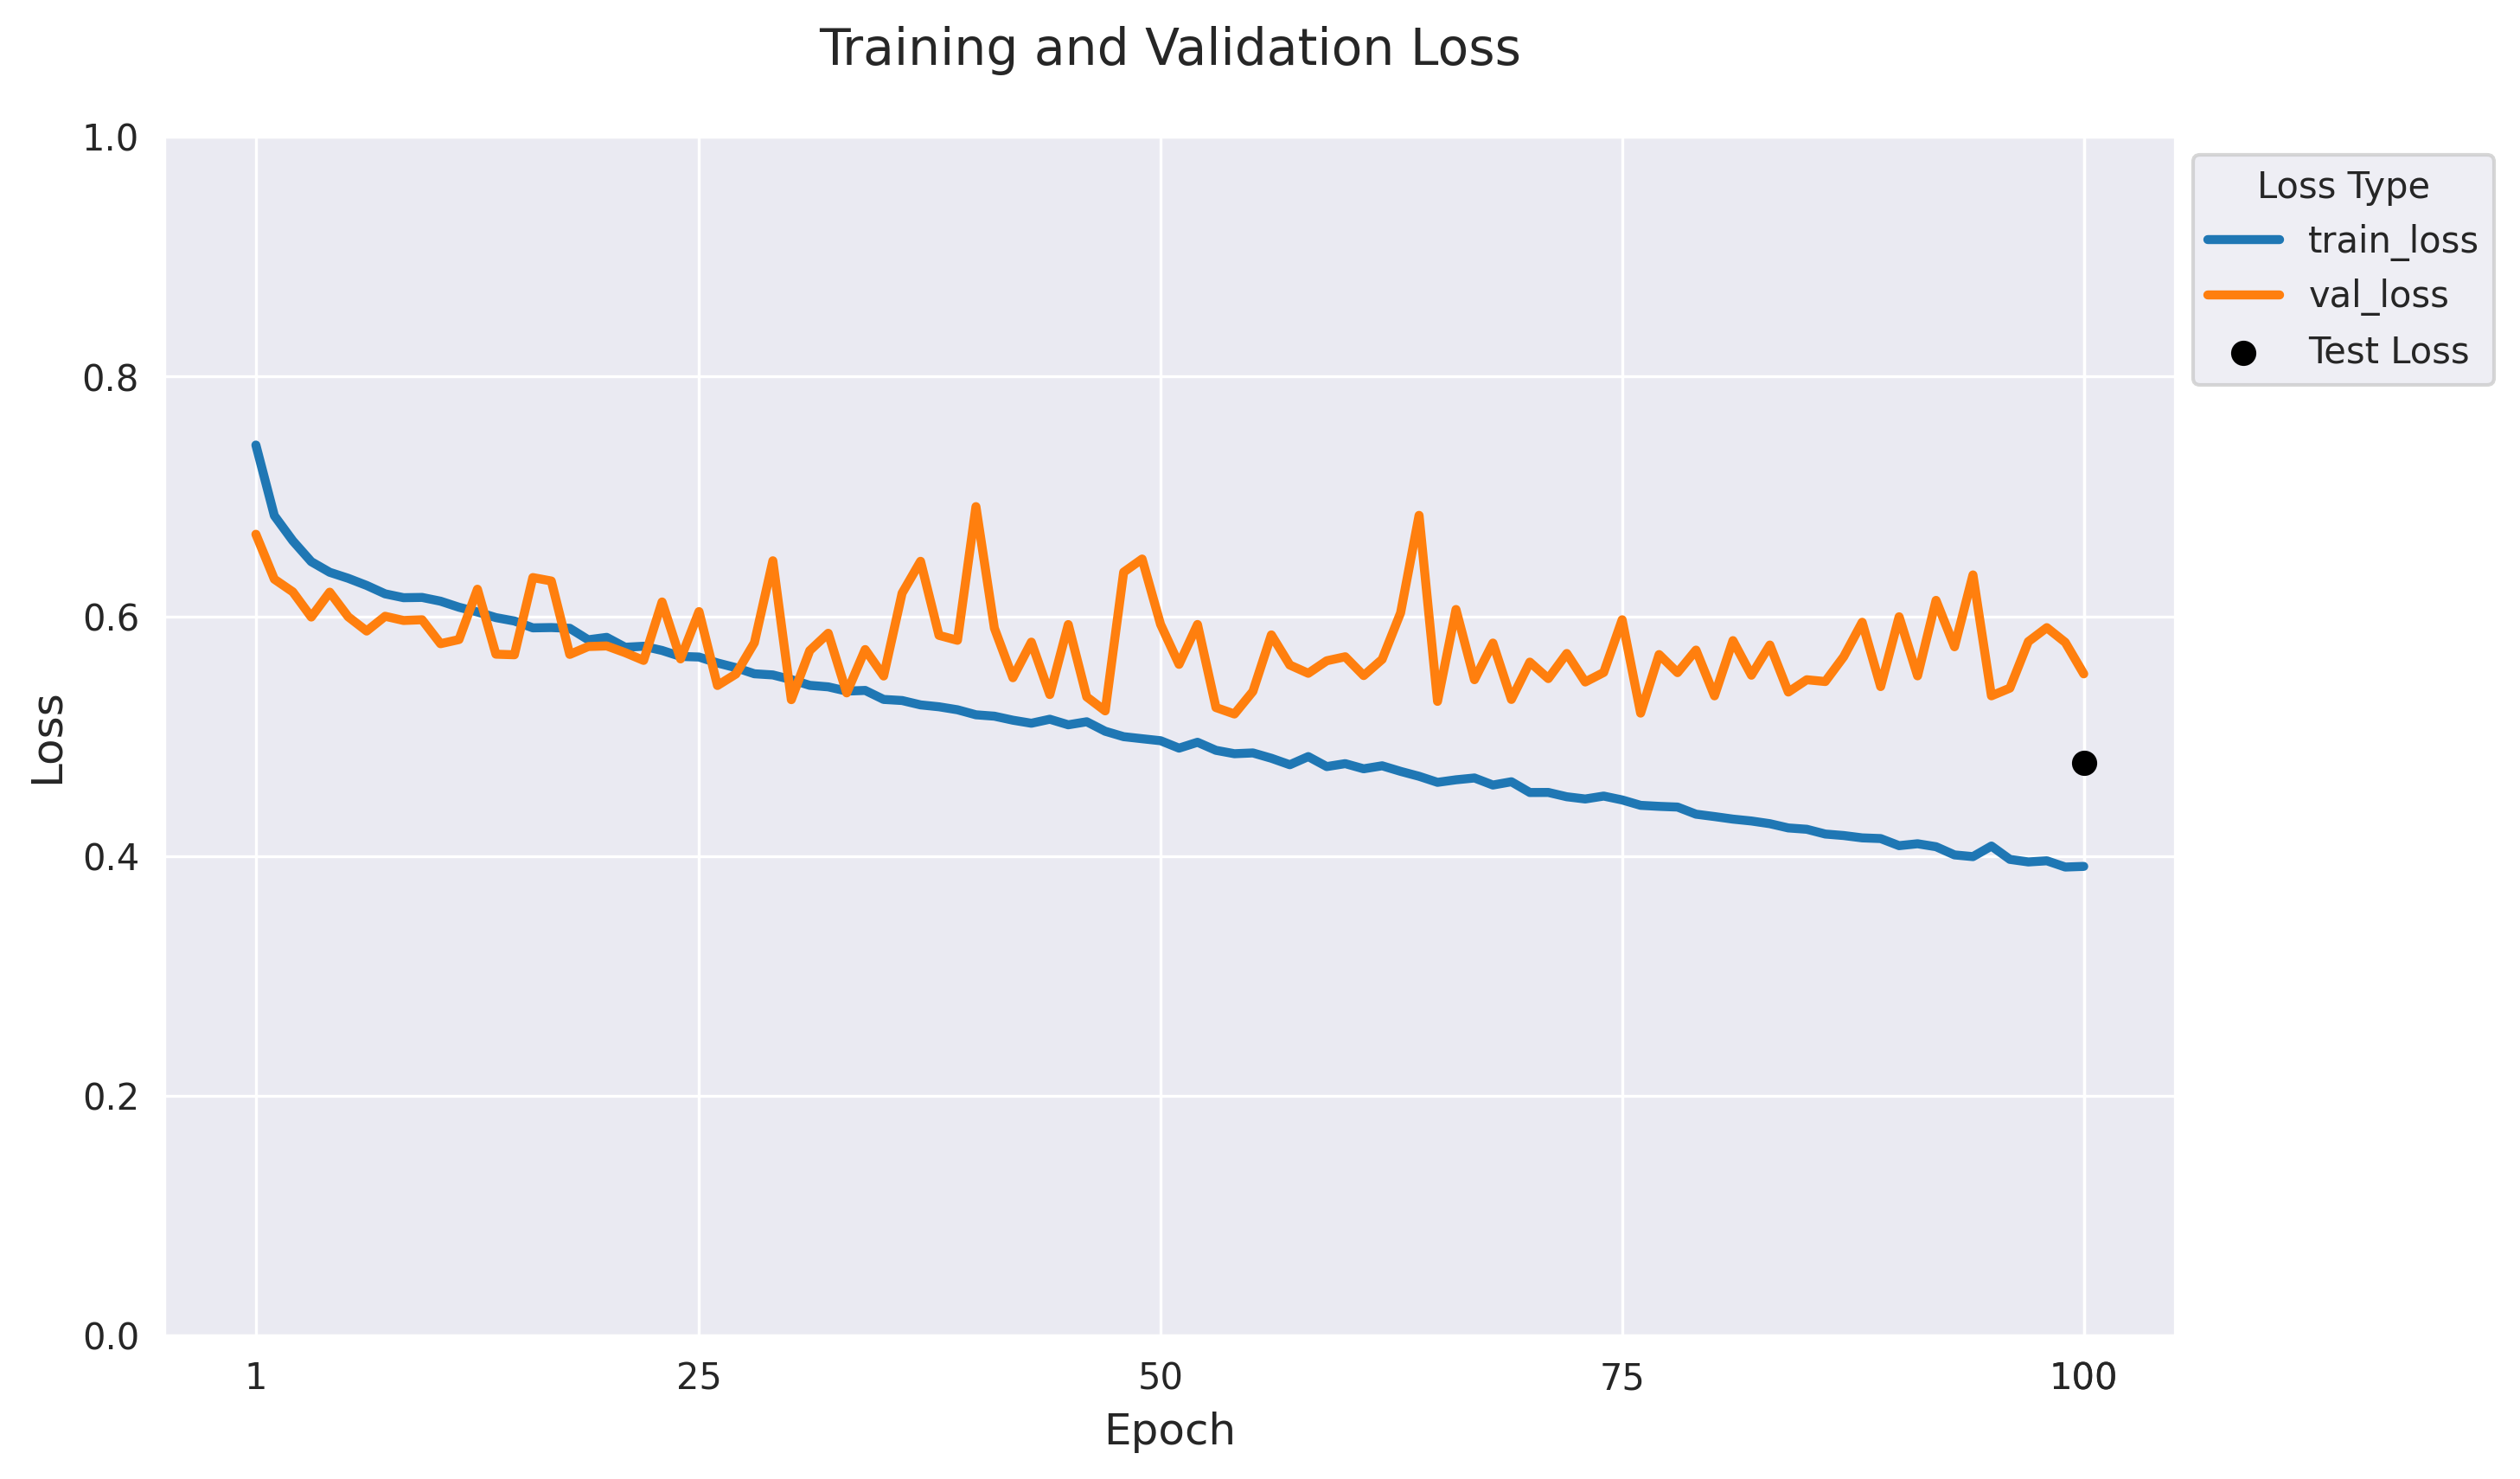 Training and Validation Loss
1.0
0.8
0.6
0.4
0.2
0.0
Loss
1 25 50 75 100
Epoch
Loss Type
train_loss
val_loss
Test Loss